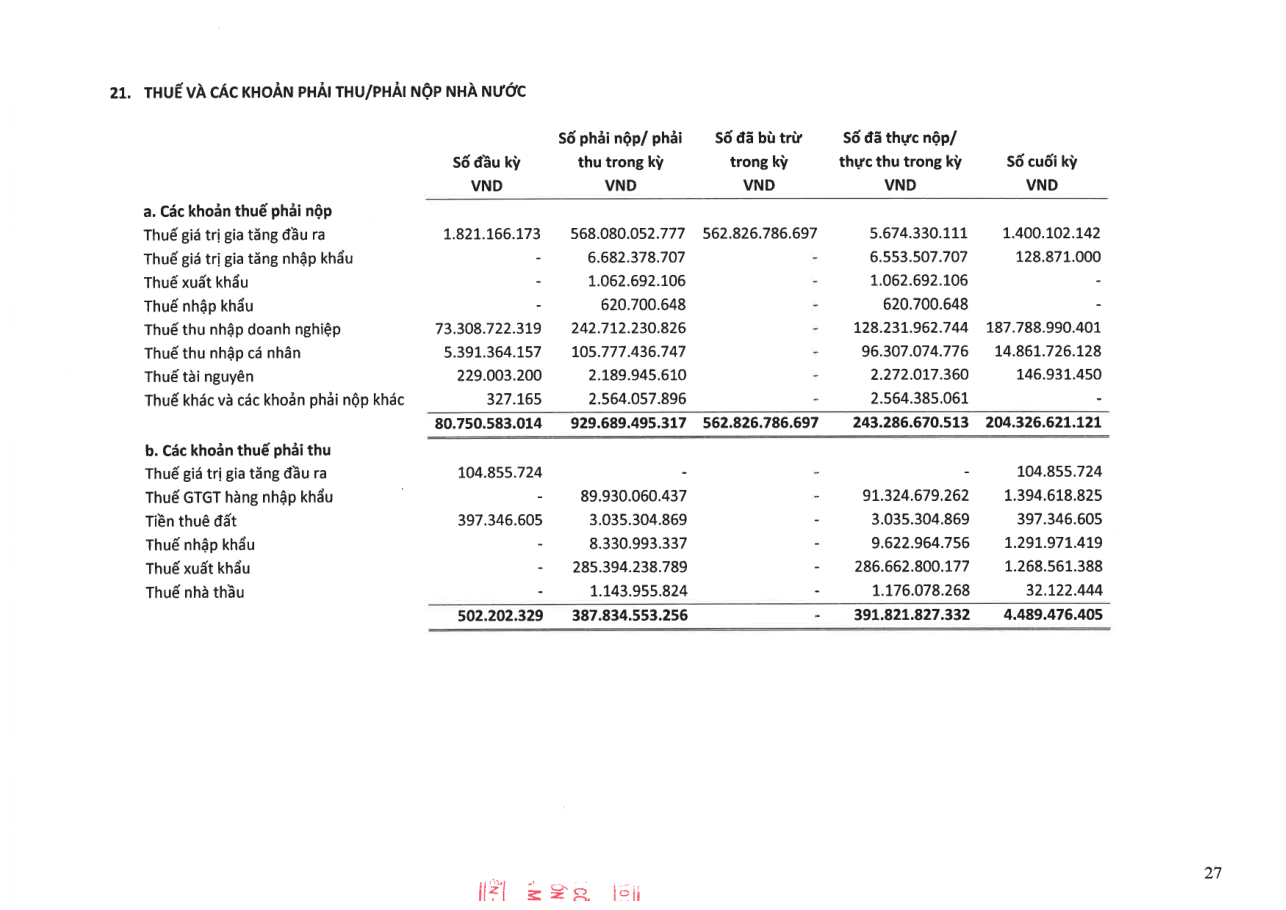 21. THUẾ VÀ CÁC KHOẢN PHẢI THU/PHẢI NỘP NHÀ NƯỚC
Số phải nộp/ phải Số đã bù trừ Số đã thực nộp/
Số đầu kỳ thu trong kỳ trong kỳ thực thu trong kỳ Số cuối kỳ
VND VND VND VND VND
a. Các khoản thuế phải nộp
Thuế giá trị gia tăng đầu ra 1.821.166.173 568.080.052.777 562.826.786.697 5.674.330.111 1.400.102.142
Thuế giá trị gia tăng nhập khẩu - 6.682.378.707 - 6.553.507.707 128.871.000
Thuế xuất khẩu - 1.062.692.106 - 1.062.692.106 -
Thuế nhập khẩu - 620.700.648 - 620.700.648 -
Thuế thu nhập doanh nghiệp 73.308.722.319 242.712.230.826 - 128.231.962.744 187.788.990.401
Thuế thu nhập cá nhân 5.391.364.157 105.777.436.747 - 96.307.074.776 14.861.726.128
Thuế tài nguyên 229.003.200 2.189.945.610 - 2.272.017.360 146.931.450
Thuế khác và các khoản phải nộp khác 327.165 2.564.057.896 - 2.564.385.061 -
80.750.583.014 929.689.495.317 562.826.786.697 243.286.670.513 204.326.621.121
b. Các khoản thuế phải thu
Thuế giá trị gia tăng đầu ra 104.855.724 - - - 104.855.724
Thuế GTGT hàng nhập khẩu - 89.930.060.437 - 91.324.679.262 1.394.618.825
Tiền thuê đất 397.346.605 3.035.304.869 - 3.035.304.869 397.346.605
Thuế nhập khẩu - 8.330.993.337 - 9.622.964.756 1.291.971.419
Thuế xuất khẩu - 285.394.238.789 - 286.662.800.177 1.268.561.388
Thuế nhà thầu - 1.143.955.824 - 1.176.078.268 32.122.444
502.202.329 387.834.553.256 - 391.821.827.332 4.489.476.405
27